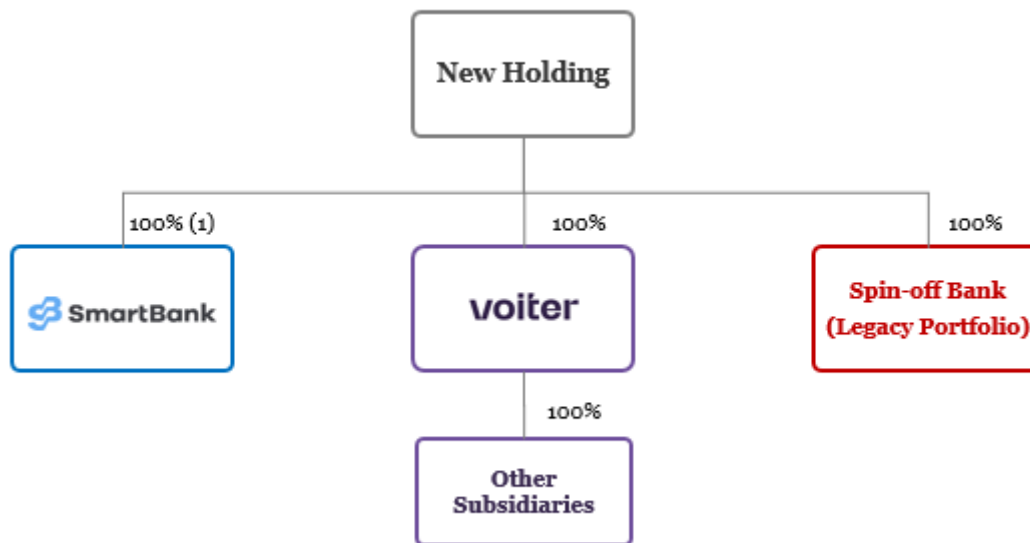 New Holding
100% (1)
100%
100%
SmartBank
voiter
Spin-off Bank
(Legacy Portfolio)
100%
Other
Subsidiaries